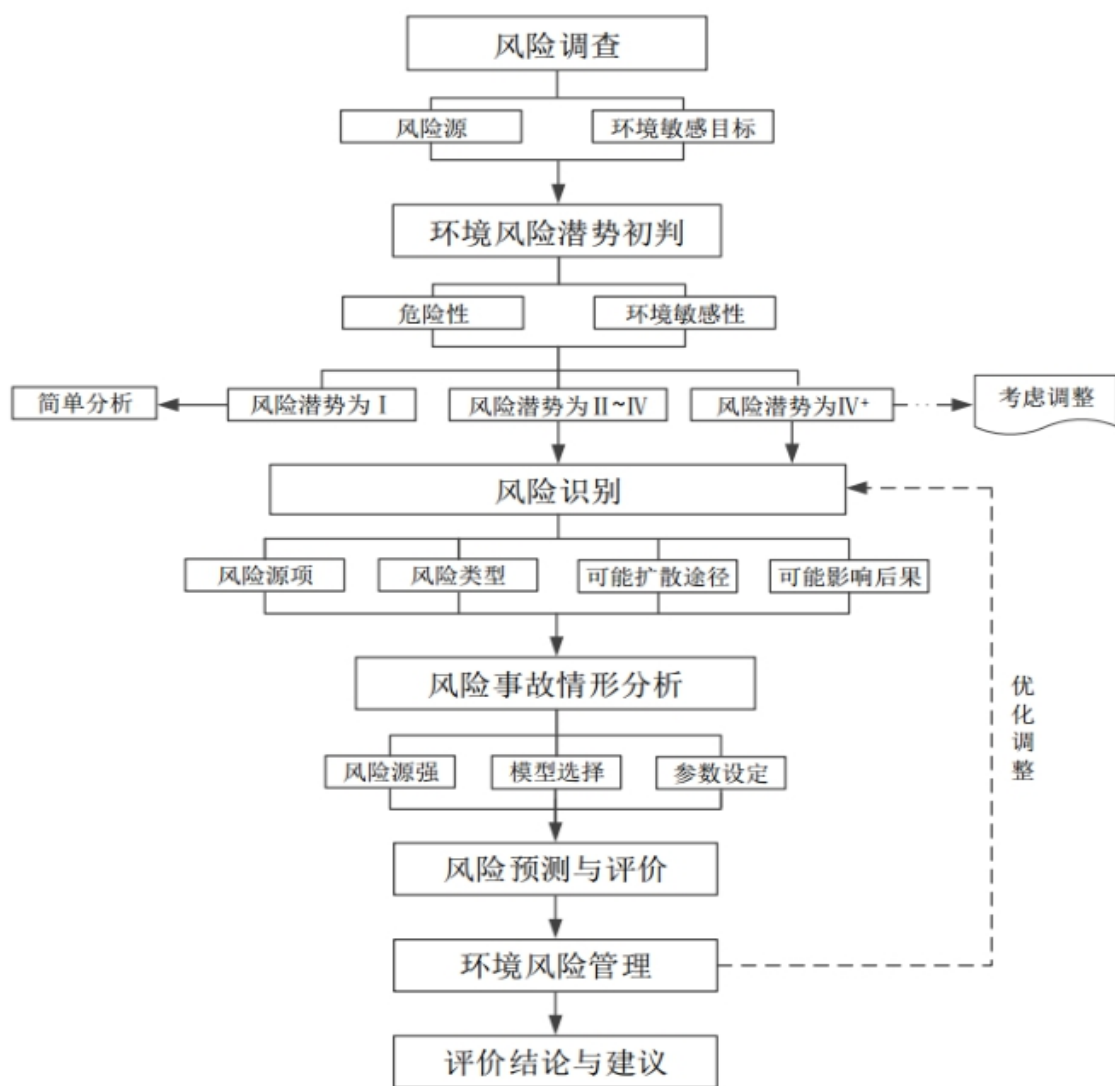 风险调查
风险源
环境敏感目标
环境风险潜势初判
危险性
环境敏感性
简单分析
风险潜势为Ⅰ
风险潜势为Ⅱ~Ⅳ
风险潜势为Ⅳ⁺
考虑调整
风险识别
风险源项
风险类型
可能扩散途径
可能影响后果
风险事故情形分析
优化调整
风险源强
模型选择
参数设定
风险预测与评价
环境风险管理
评价结论与建议